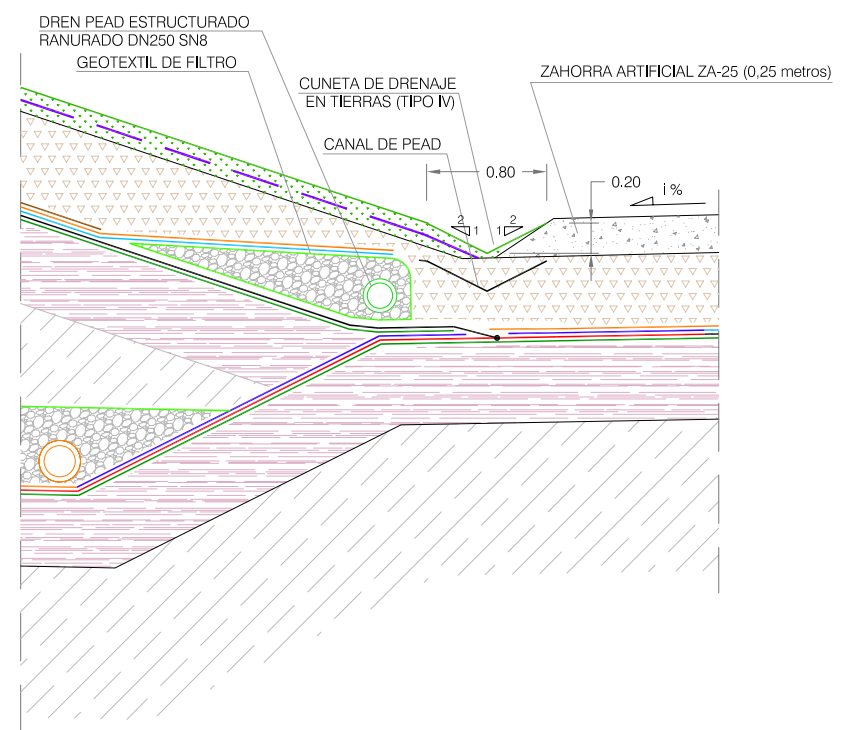 DREN PEAD ESTRUCTURADO
RANURADO DN250 SN8
GEOTEXTIL DE FILTRO
CUNETA DE DRENAJE
EN TIERRAS (TIPO IV)
ZAHORRA ARTIFICIAL ZA-25 (0,25 metros)
CANAL DE PEAD
0.80
0.20
i %
2
1
2
1